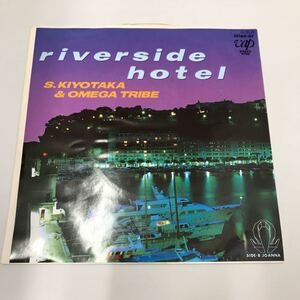 riverside
hotel
S. KIYOTAKA
& OMEGA TRIBE
vap
SIDE-B JOANNA